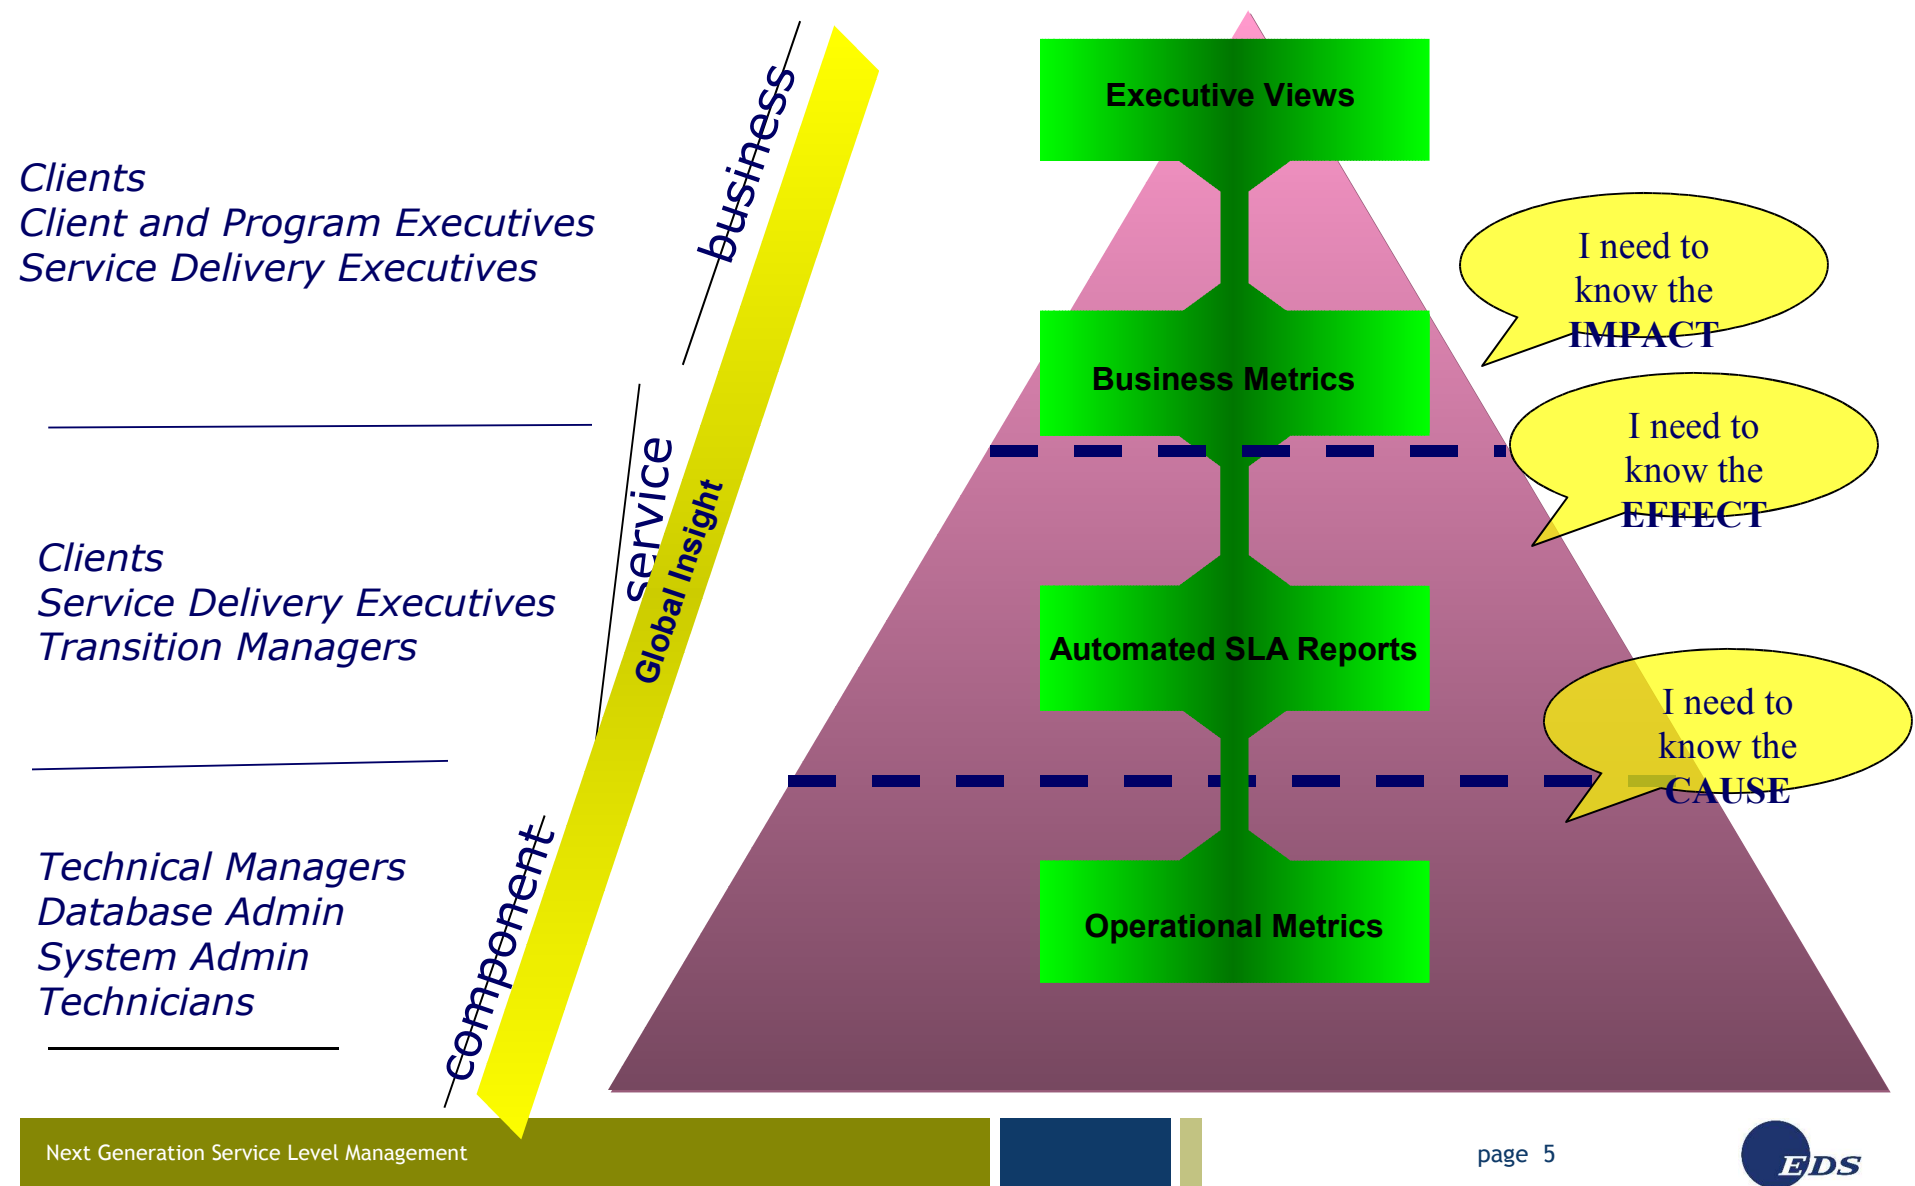 Executive Views
business
Clients
Client and Program Executives
Service Delivery Executives
I need to
know the
IMPACT
Business Metrics
I need to
know the
EFFECT
service
Global Insight
Clients
Service Delivery Executives
Transition Managers
Automated SLA Reports
I need to
know the
CAUSE
component
Technical Managers
Database Admin
System Admin
Technicians
Operational Metrics
Next Generation Service Level Management
page 5
EDS